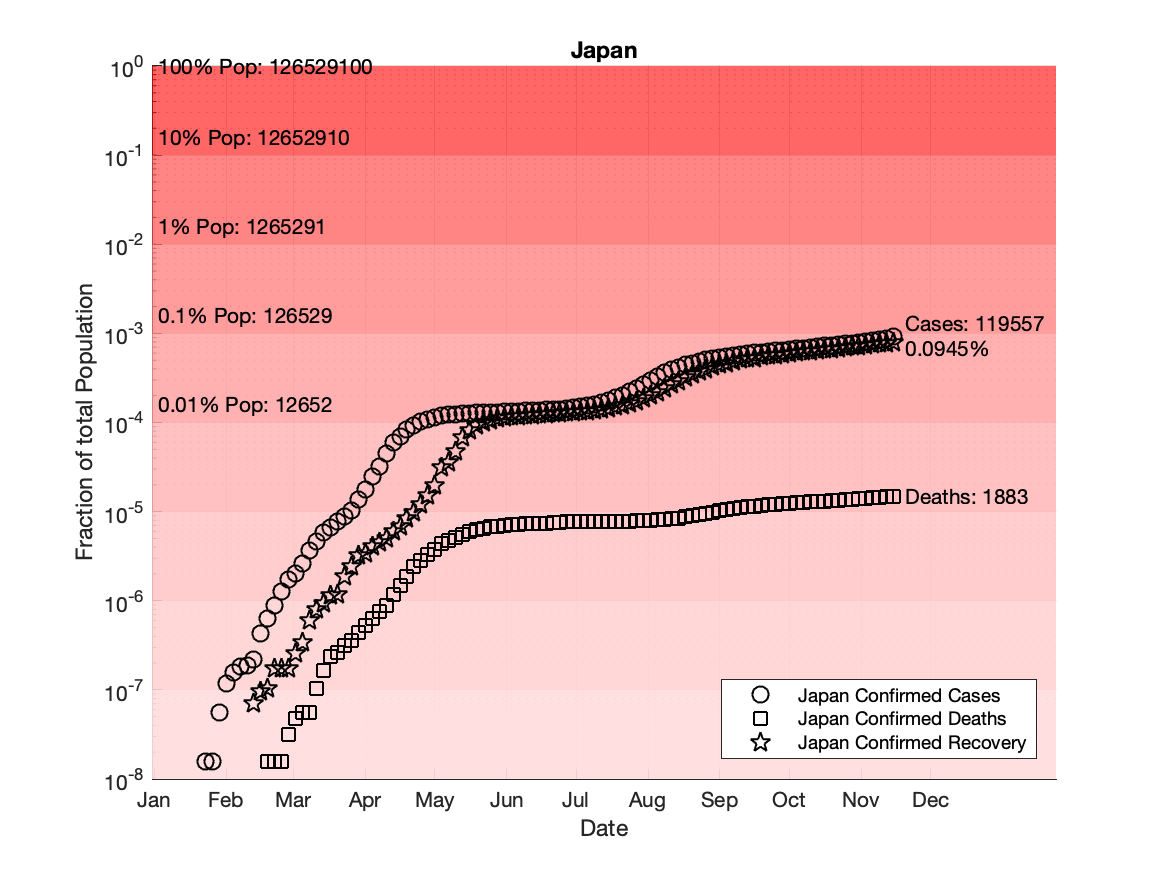 Japan
10^0
100% Pop: 126529100
10% Pop: 12652910
10^-1
1% Pop: 1265291
10^-2
0.1% Pop: 126529
10^-3
Cases: 119557
0.0945%
0.01% Pop: 12652
10^-4
Deaths: 1883
10^-5
10^-6
10^-7
10^-8
Fraction of total Population
Japan Confirmed Cases
Japan Confirmed Deaths
Japan Confirmed Recovery
Jan Feb Mar Apr May Jun Jul Aug Sep Oct Nov Dec
Date